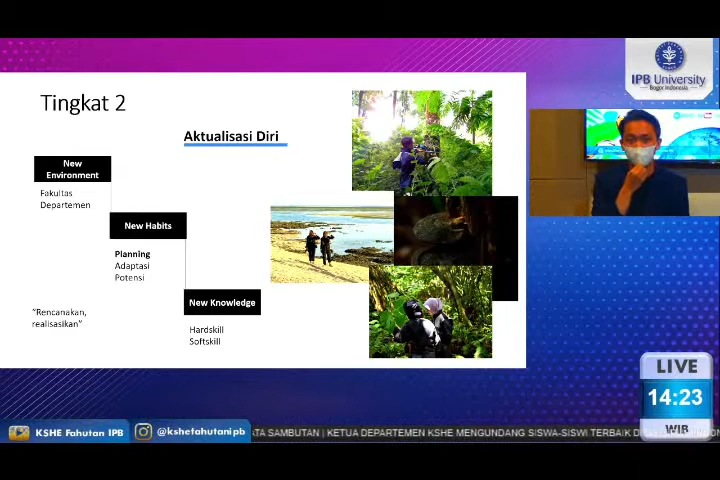 Tingkat 2
Aktualisasi Diri
New
Environment
Fakultas
Departemen
New Habits
Planning
Adaptasi
Potensi
New Knowledge
Hardskill
Softskill
"Rencanakan,
realisasikan"
IPB University
Bogor Indonesia
LIVE
14:23
WIB
KSHE Fahutan IPB
@kshefahutanipb
ATA SAMBUTAN | KETUA DEPARTEMEN KSHE MENGUNDANG SISWA-SISWI TERBAIK